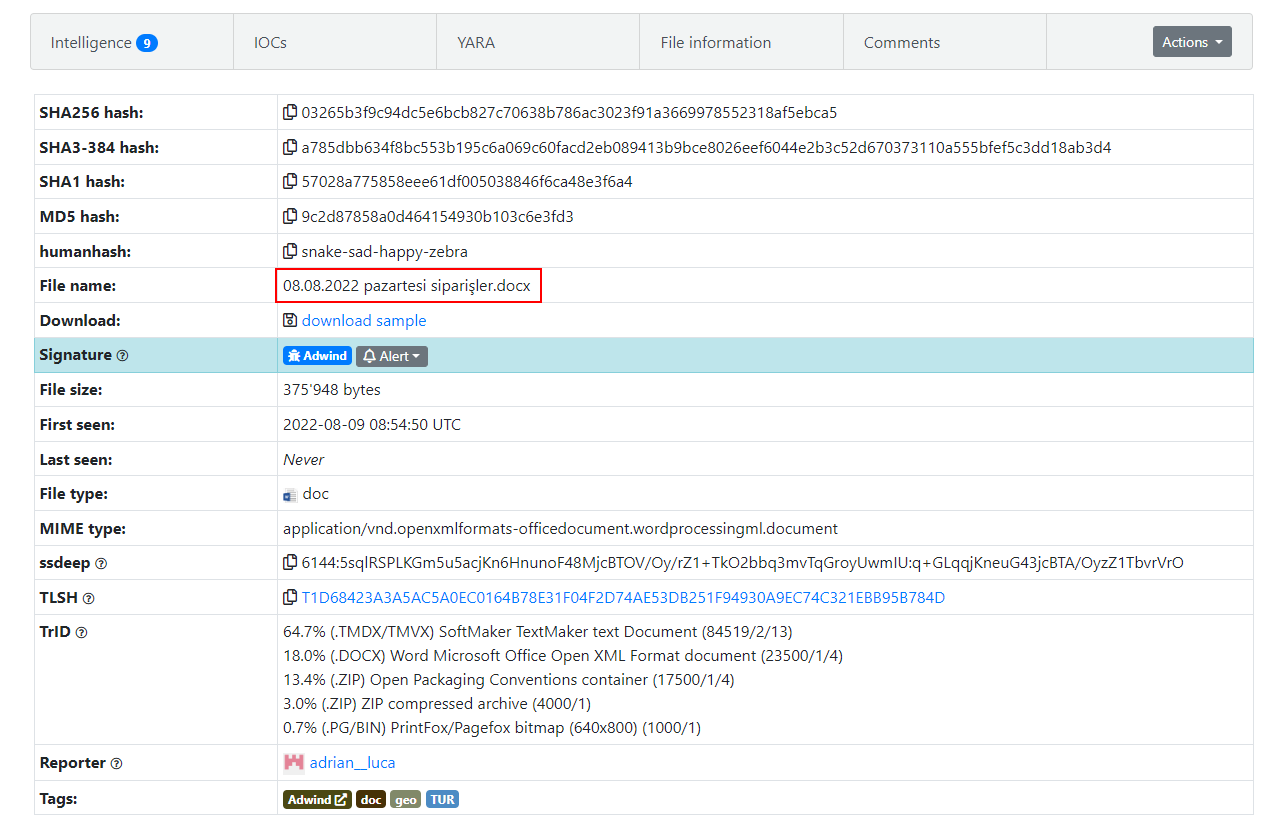 Intelligence 9 IOCs YARA File information Comments Actions
SHA256 hash: 03265b3f9c94dc5e6bcb827c70638b786ac3023f91a3669978552318af5ebca5
SHA3-384 hash: a785dbb634f8bc553b195c6a069c60facd2eb089413b9bce8026eef6044e2b3c52d670373110a555bfef5c3dd18ab3d4
SHA1 hash: 57028a775858eee61df005038846f6ca48e3f6a4
MD5 hash: 9c2d87858a0d464154930b103c6e3fd3
humanhash: snake-sad-happy-zebra
File name: 08.08.2022 pazartesi siparişler.docx
Download: download sample
Signature ? Adwind Alert
File size: 375'948 bytes
First seen: 2022-08-09 08:54:50 UTC
Last seen: Never
File type: doc
MIME type: application/vnd.openxmlformats-officedocument.wordprocessingml.document
ssdeep ? 6144:5sqlRSPLKGm5u5acjKn6HnunoF48MjcBTOV/Oy/rZ1+TkO2bbq3mvTqGroyUwmIU:q+GLqqjKneuG43jcBTA/OyzZ1TbvrVrO
TLSH ? T1D68423A3A5AC5A0EC0164B78E31F04F2D74AE53DB251F94930A9EC74C321EBB95B784D
TrID ? 64.7% (.TMDX/TMVX) SoftMaker TextMaker text Document (84519/2/13)
18.0% (.DOCX) Word Microsoft Office Open XML Format document (23500/1/4)
13.4% (.ZIP) Open Packaging Conventions container (17500/1/4)
3.0% (.ZIP) ZIP compressed archive (4000/1)
0.7% (.PG/BIN) PrintFox/Pagefox bitmap (640x800) (1000/1)
Reporter ? adrian__luca
Tags: Adwind doc geo TUR